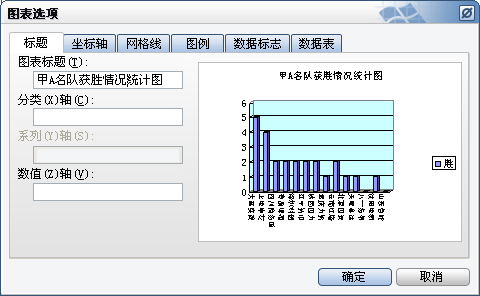 图表选项
标题 坐标轴 网格线 图例 数据标志 数据表
图表标题(T):
甲A名队获胜情况统计图
分类(X)轴(C):
系列(Y)轴(S):
数值(Z)轴(V):
甲A名队获胜情况统计图
6
5
4
3
2
1
0
胜
确定 取消